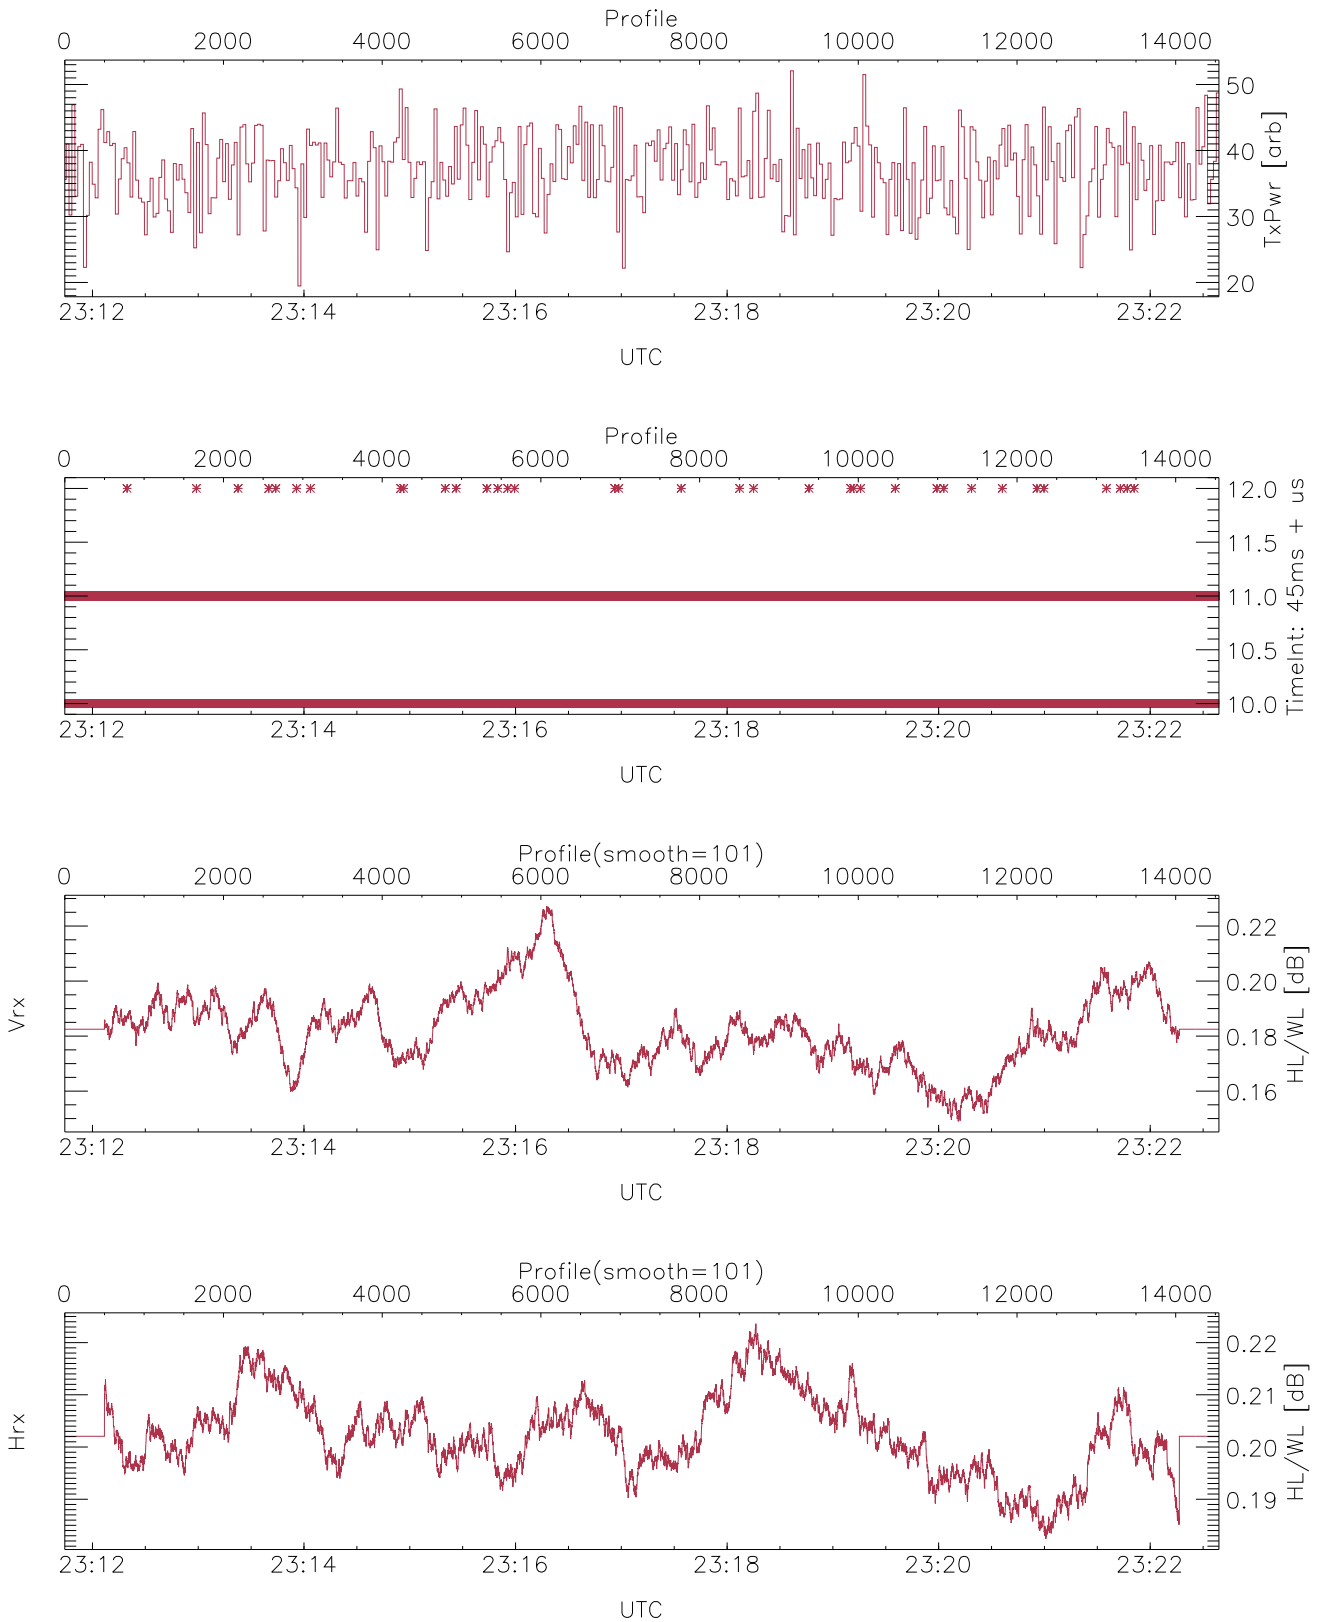 Profile
0 2000 4000 6000 8000 10000 12000 14000
50
40
30
20
TxPwr [arb]
23:12 23:14 23:16 23:18 23:20 23:22
UTC
Profile
0 2000 4000 6000 8000 10000 12000 14000
12.0
11.5
11.0
10.5
10.0
TimeInt: 45ms + us
23:12 23:14 23:16 23:18 23:20 23:22
UTC
Profile(smooth=101)
0 2000 4000 6000 8000 10000 12000 14000
Vrx
0.22
0.20
0.18
0.16
HL/WL [dB]
23:12 23:14 23:16 23:18 23:20 23:22
UTC
Profile(smooth=101)
0 2000 4000 6000 8000 10000 12000 14000
Hrx
0.22
0.21
0.20
0.19
HL/WL [dB]
23:12 23:14 23:16 23:18 23:20 23:22
UTC